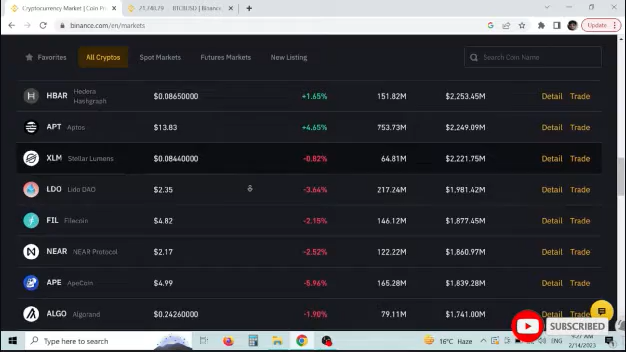 Cryptocurrency Market | Coin Pr
BTCBUSD | Binanc
binance.com/en/markets
Update
Favorites All Cryptos Spot Markets Futures Markets New Listing Search Coin Name
HBAR Hedera Hashgraph $0.08650000 +1.65% 151.82M $2,253.45M Detail Trade
APT Aptos $13.83 +4.65% 753.73M $2,249.09M Detail Trade
XLM Stellar Lumens $0.08440000 -0.82% 64.81M $2,221.75M Detail Trade
LDO Lido DAO $2.35 -3.64% 217.24M $1,981.42M Detail Trade
FIL Filecoin $4.82 -2.15% 146.12M $1,877.45M Detail Trade
NEAR NEAR Protocol $2.17 -2.52% 122.22M $1,860.97M Detail Trade
APE ApeCoin $4.99 -5.96% 165.28M $1,839.28M Detail Trade
ALGO Algorand $0.24260000 -1.90% 79.11M $1,741.00M Detail
SUBSCRIBED
Type here to search 16°C Haze ENG
2/14/2023